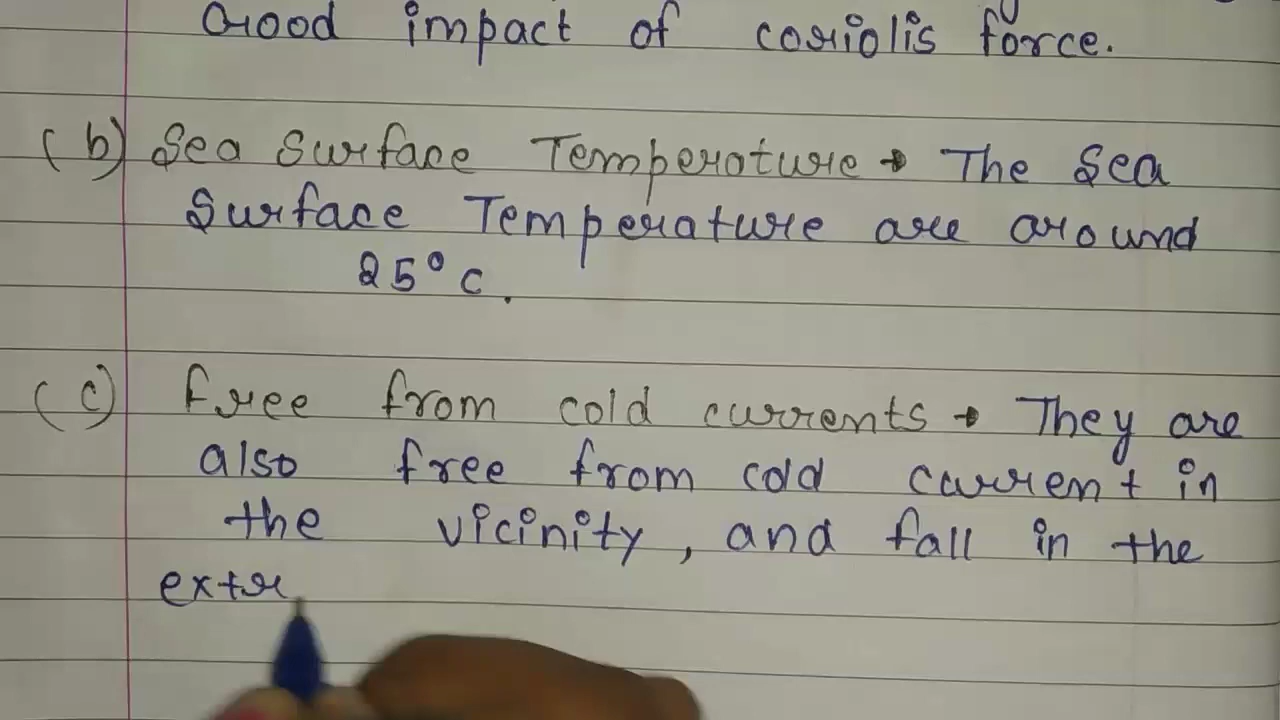 Good impact of coriolis force.
(b) Sea Surface Temperature → The Sea
Surface Temperature are around
25°c.
(c) free from cold currents → They are
also free from cold current in
the vicinity, and fall in the
extr